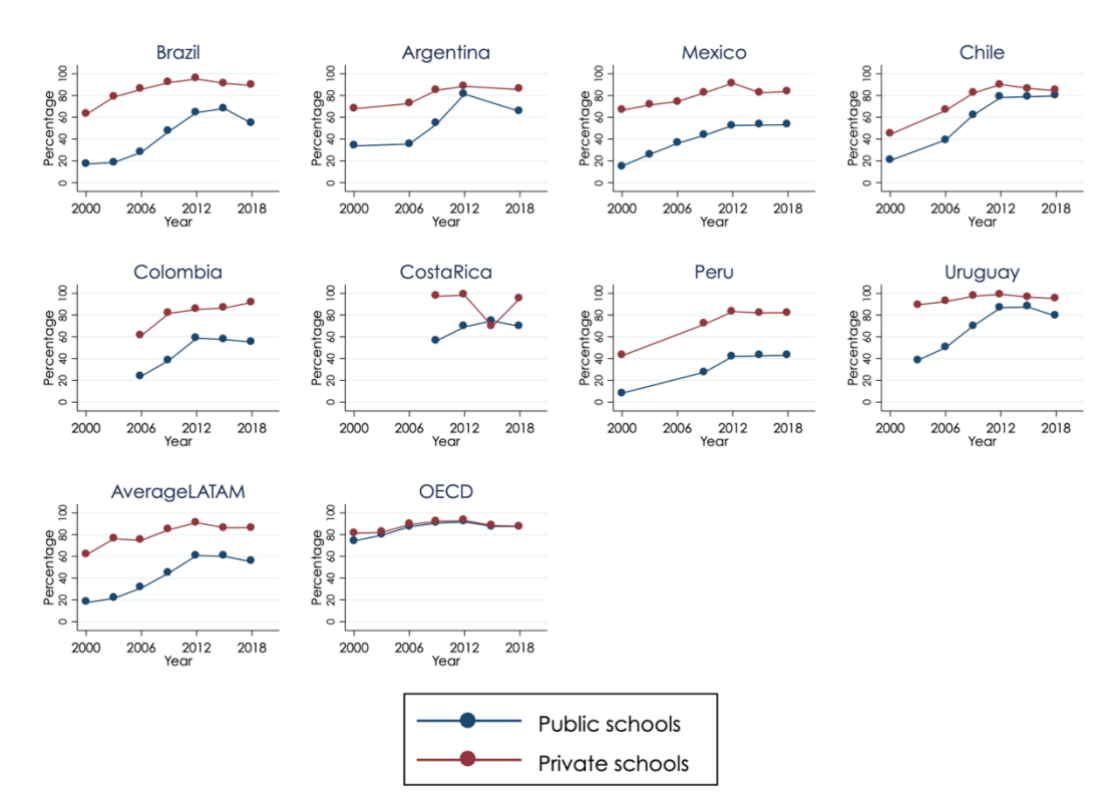 Brazil
Percentage
100
80
60
40
20
0
2000 2006 2012 2018
Year
Argentina
Percentage
100
80
60
40
20
0
2000 2006 2012 2018
Year
Mexico
Percentage
100
80
60
40
20
0
2000 2006 2012 2018
Year
Chile
Percentage
100
80
60
40
20
0
2000 2006 2012 2018
Year
Colombia
Percentage
100
80
60
40
20
0
2000 2006 2012 2018
Year
CostaRica
Percentage
100
80
60
40
20
0
2000 2006 2012 2018
Year
Peru
Percentage
100
80
60
40
20
0
2000 2006 2012 2018
Year
Uruguay
Percentage
100
80
60
40
20
0
2000 2006 2012 2018
Year
AverageLATAM
Percentage
100
80
60
40
20
0
2000 2006 2012 2018
Year
OECD
Percentage
100
80
60
40
20
0
2000 2006 2012 2018
Year
Public schools
Private schools